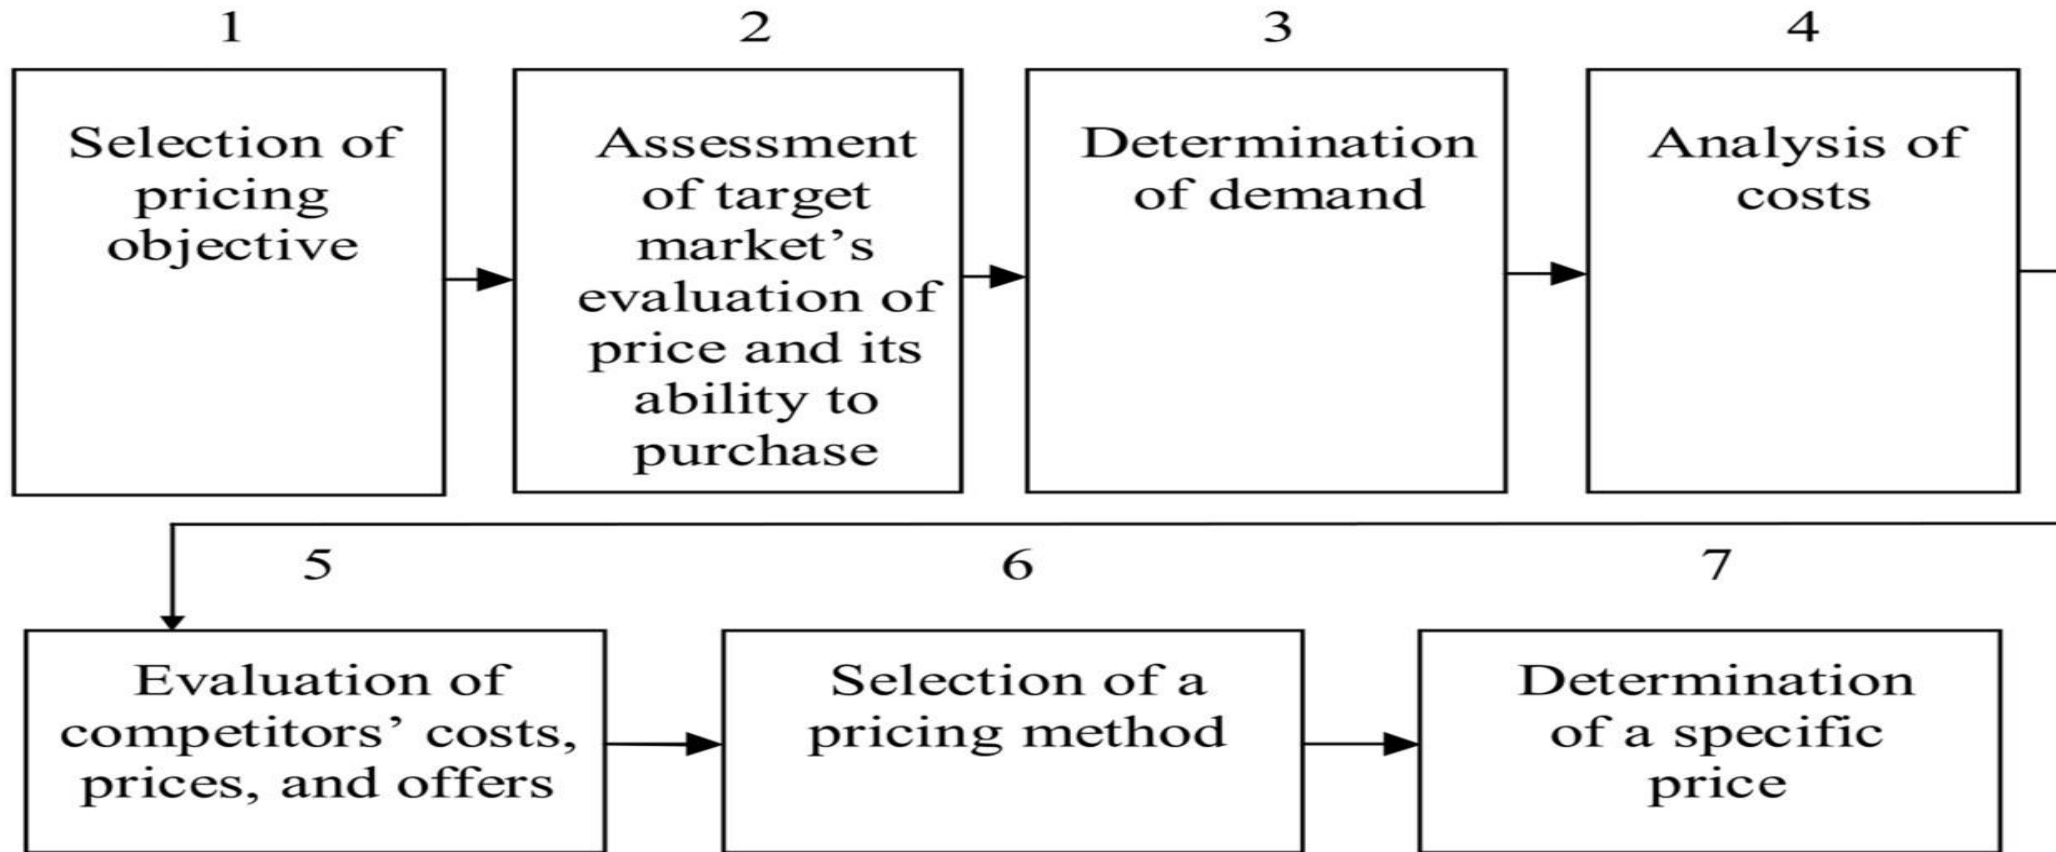 1
2
3
4
Selection of
pricing
objective
Assessment
of target
market’s
evaluation of
price and its
ability to
purchase
Determination
of demand
Analysis of
costs
5
6
7
Evaluation of
competitors’ costs,
prices, and offers
Selection of a
pricing method
Determination
of a specific
price